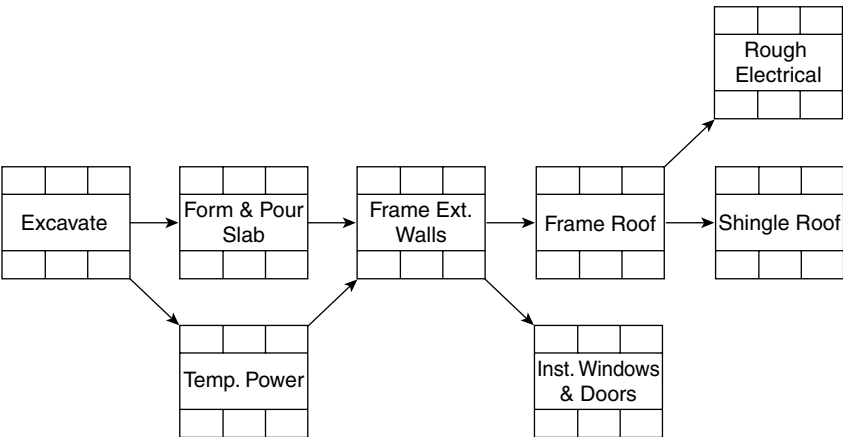 Rough
Electrical
Excavate
Form & Pour
Slab
Frame Ext.
Walls
Frame Roof
Shingle Roof
Temp. Power
Inst. Windows
& Doors